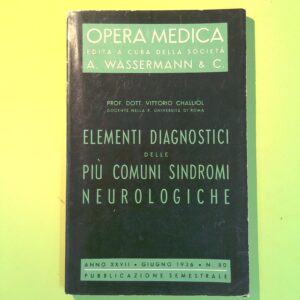 OPERA MEDICA
EDITA A CURA DELLA SOCIETÀ
A. WASSERMANN & C.
PROF. DOTT. VITTORIO CHALLIOL
DOCENTE NELLA R. UNIVERSITÀ DI ROMA
ELEMENTI DIAGNOSTICI
DELLE
PIÙ COMUNI SINDROMI
NEUROLOGICHE
ANNO XXVII • GIUGNO 1936 • N. 80
PUBBLICAZIONE SEMESTRALE